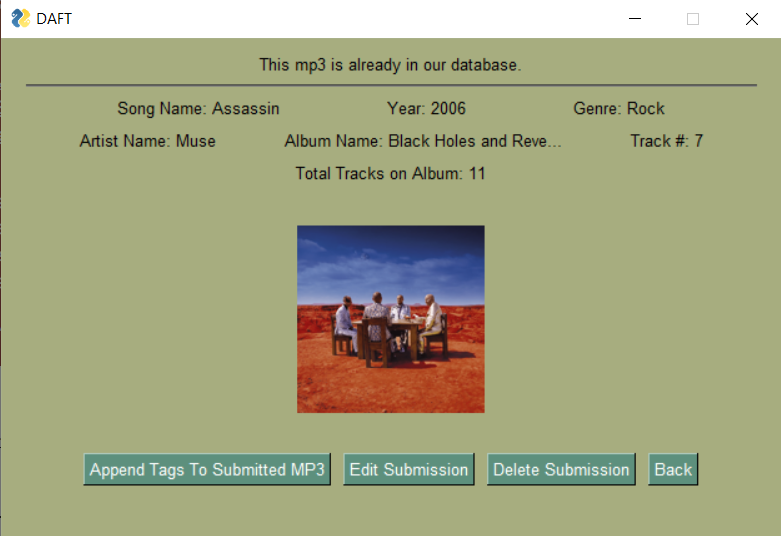 DAFT
This mp3 is already in our database.
Song Name: Assassin Year: 2006 Genre: Rock
Artist Name: Muse Album Name: Black Holes and Reve... Track #: 7
Total Tracks on Album: 11
Append Tags To Submitted MP3 Edit Submission Delete Submission Back